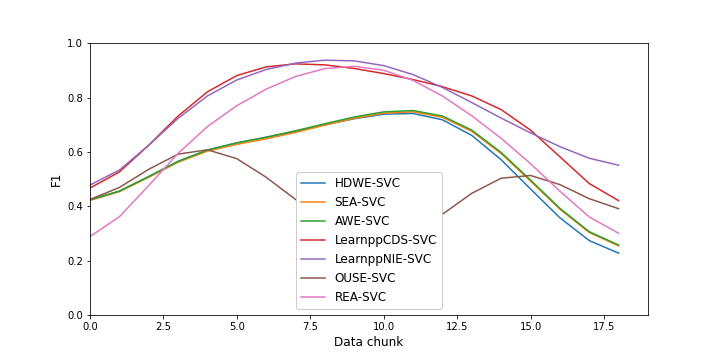 1.0
0.8
0.6
0.4
0.2
0.0
F1
HDWE-SVC
SEA-SVC
AWE-SVC
LearnppCDS-SVC
LearnppNIE-SVC
OUSE-SVC
REA-SVC
0.0 2.5 5.0 7.5 10.0 12.5 15.0 17.5
Data chunk